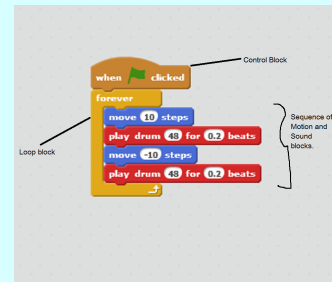 Control Block
when clicked
forever
move 10 steps
play drum 48 for 0.2 beats
move -10 steps
play drum 48 for 0.2 beats
Loop block
Sequence of
Motion and
Sound
blocks.